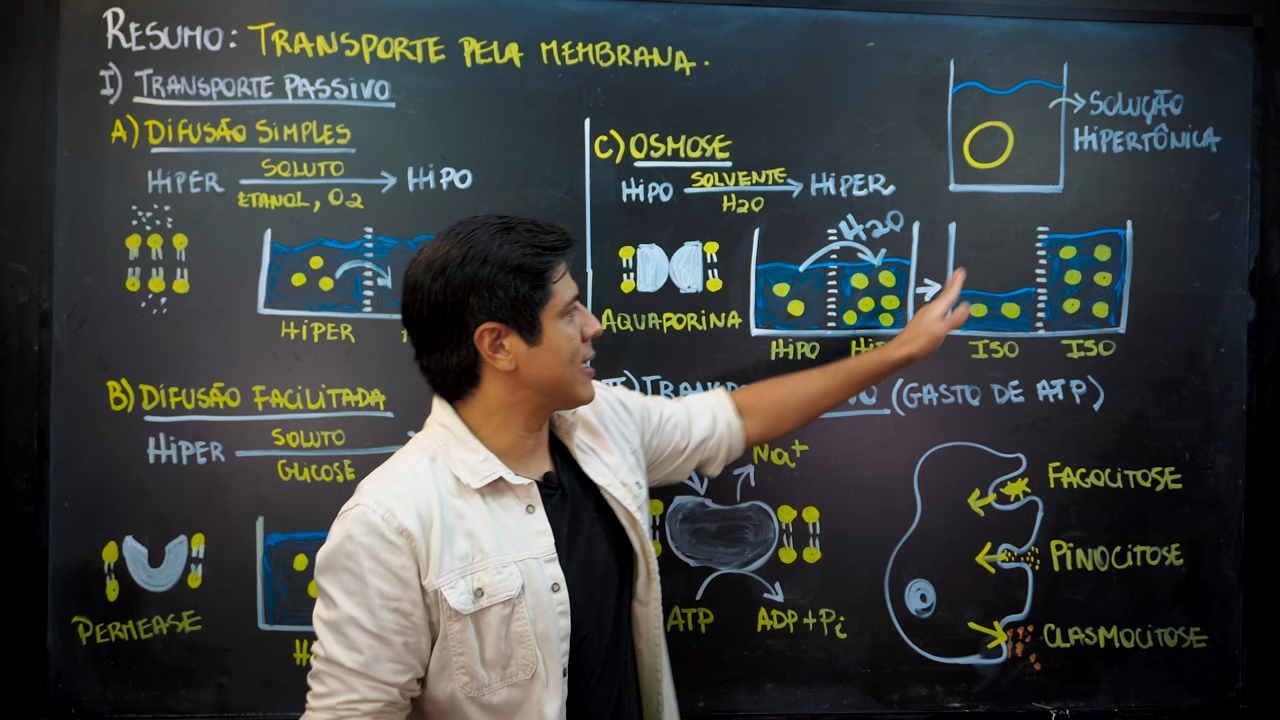 RESUMO: TRANSPORTE PELA MEMBRANA.
I) TRANSPORTE PASSIVO
A) DIFUSÃO SIMPLES
HIPER SOLUTO HIPO
ETANOL, O2
HIPER
B) DIFUSÃO FACILITADA
HIPER SOLUTO
GLICOSE
PERMEASE
C) OSMOSE
HIPO SOLVENTE HIPER
H2O
H2O
AQUAPORINA
HIPO
ISO ISO
SOLUÇÃO
HIPERTÔNICA
(GASTO DE ATP)
Na+
ATP ADP+Pi
FAGOCITOSE
PINOCITOSE
CLASMOCITOSE